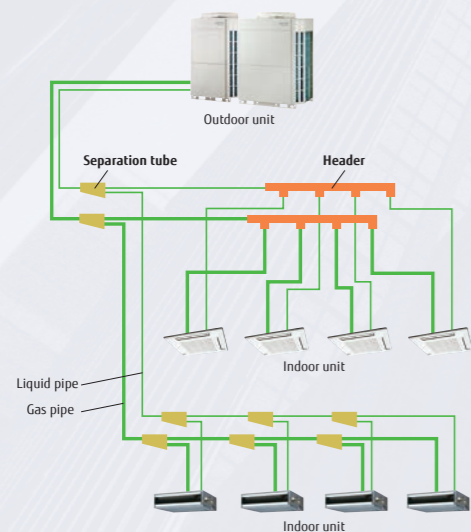 Outdoor unit
Separation tube
Header
Indoor unit
Liquid pipe
Gas pipe
Indoor unit